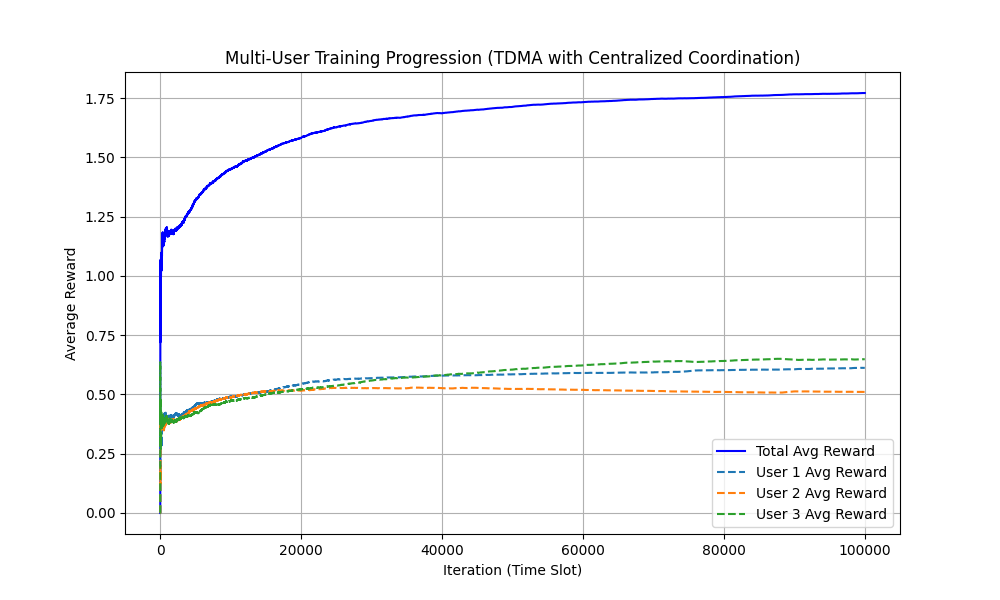 Multi-User Training Progression (TDMA with Centralized Coordination)
Average Reward
1.75
1.50
1.25
1.00
0.75
0.50
0.25
0.00
Total Avg Reward
User 1 Avg Reward
User 2 Avg Reward
User 3 Avg Reward
0 20000 40000 60000 80000 100000
Iteration (Time Slot)